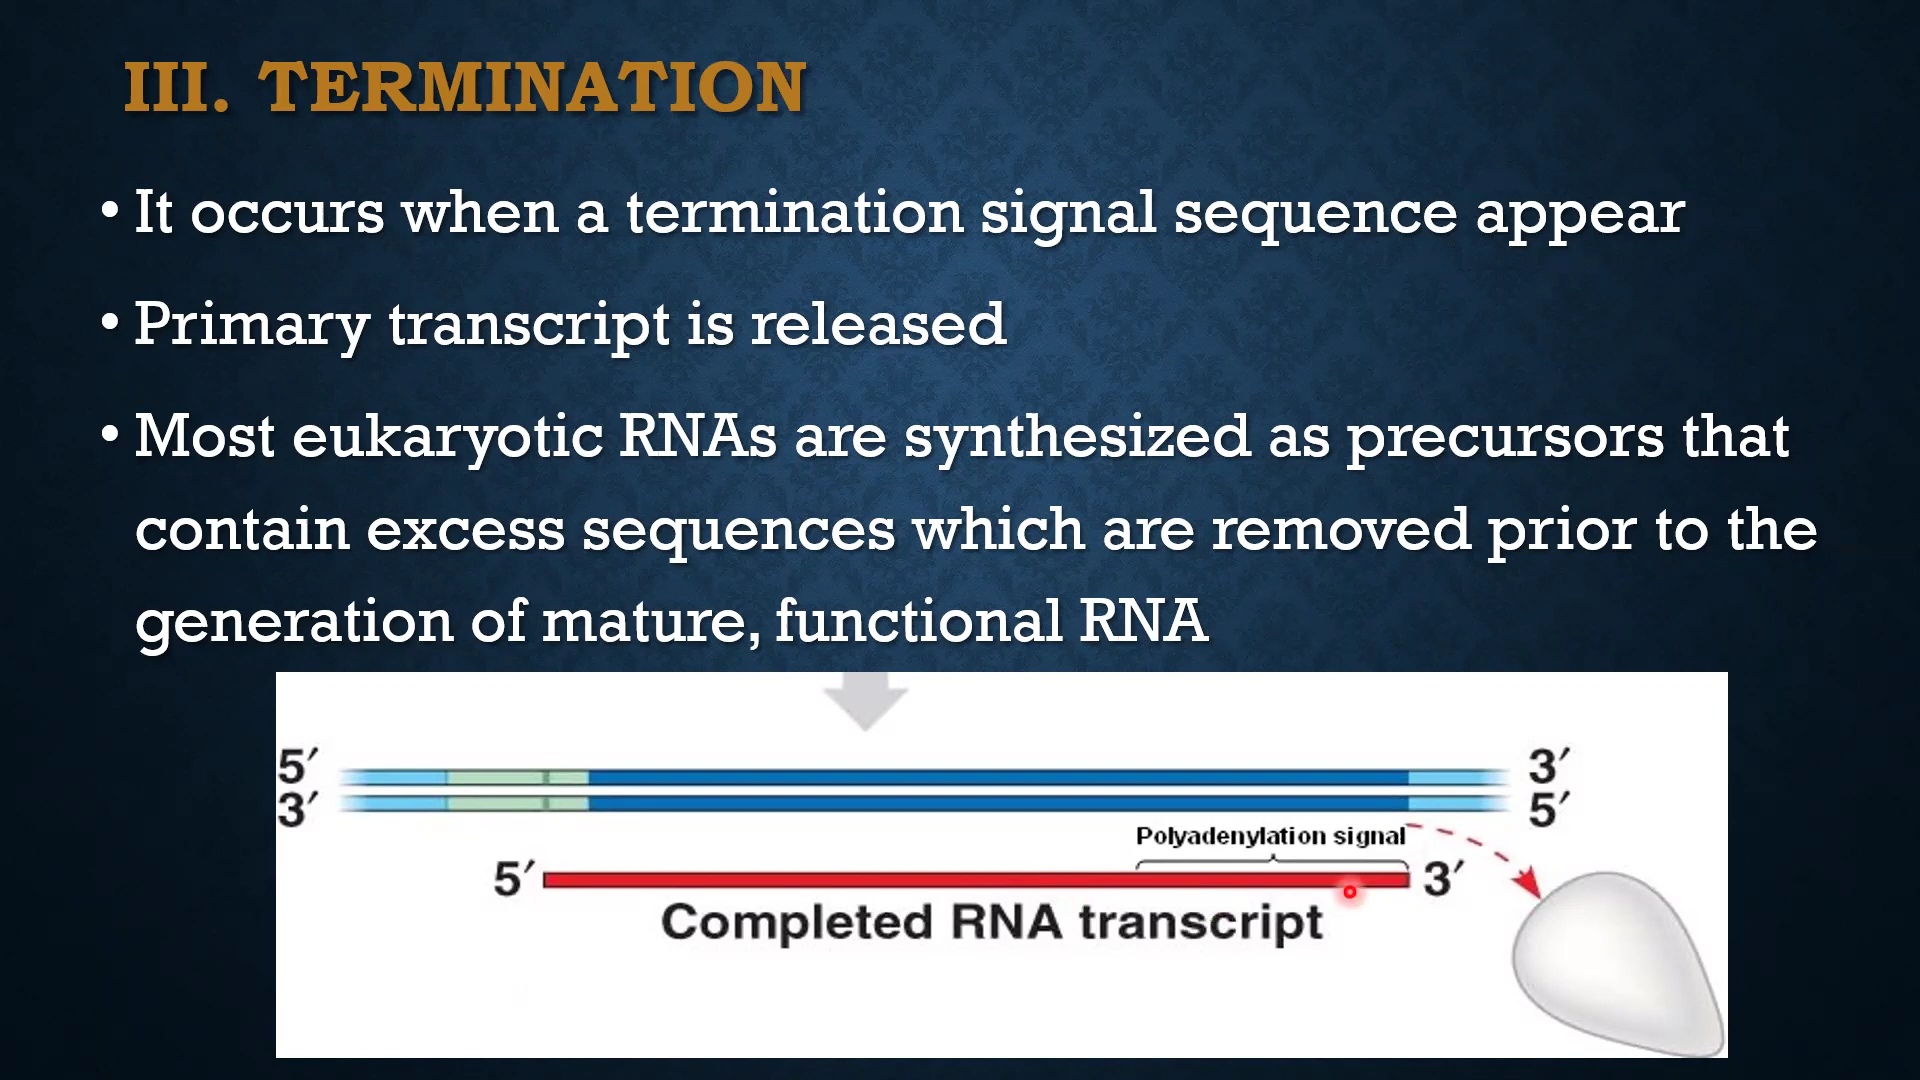 III. TERMINATION
• It occurs when a termination signal sequence appear
• Primary transcript is released
• Most eukaryotic RNAs are synthesized as precursors that
contain excess sequences which are removed prior to the
generation of mature, functional RNA
5′ 3′
3′ 5′
Polyadenylation signal
5′ 3′
Completed RNA transcript